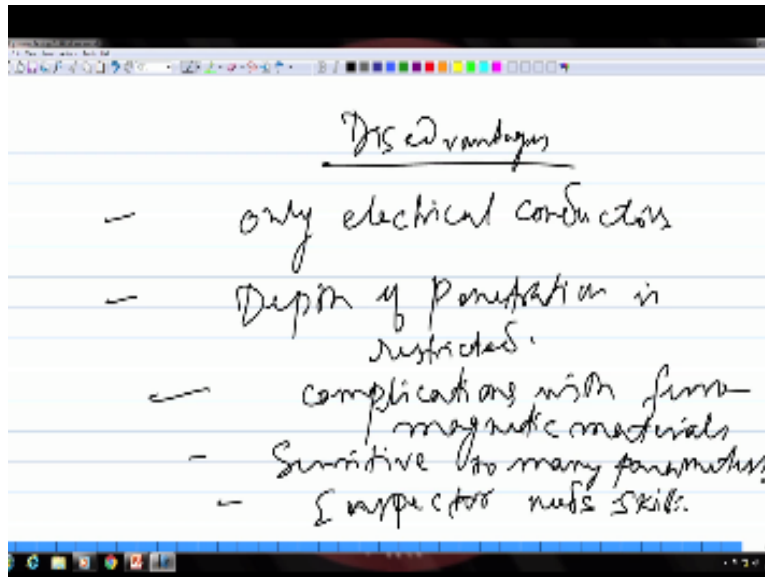 Disadvantages
- only electrical conductors
- Depth of Penetration is
restricted.
- complications with ferro-
magnetic materials
- Sensitive to many parameters
- Inspector needs skill.